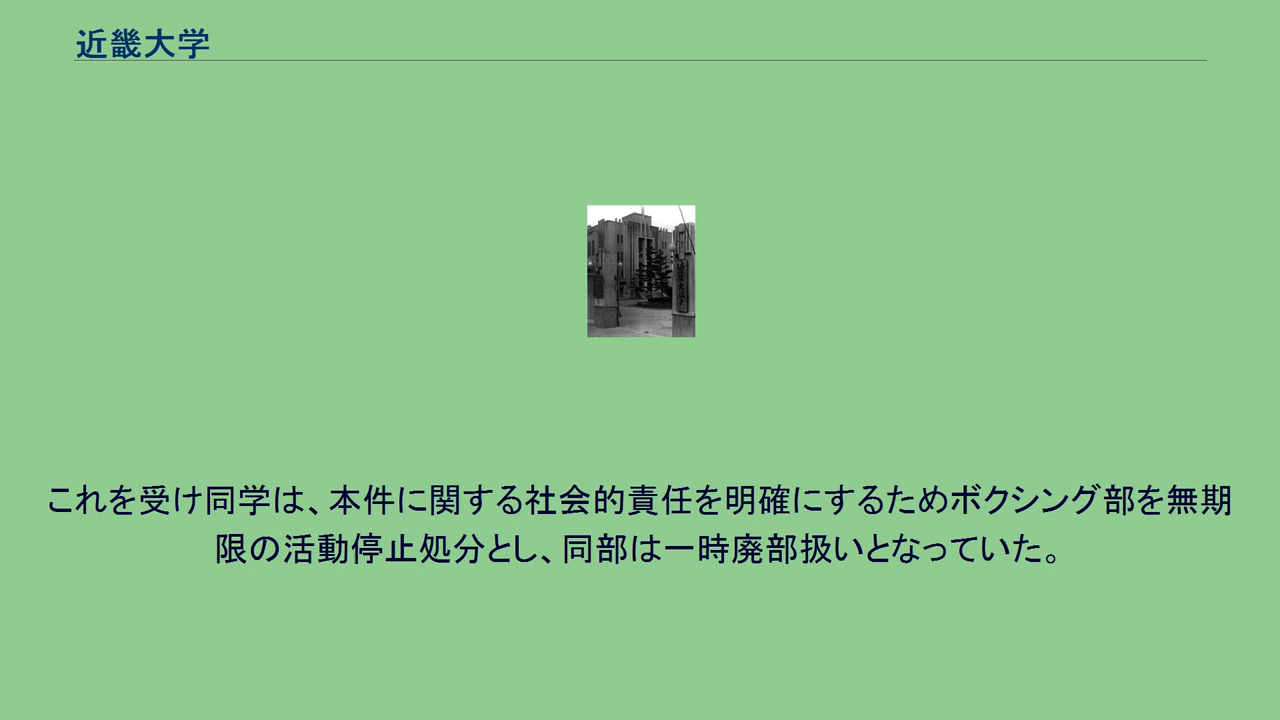 近畿大学
これを受け同学は、本件に関する社会的責任を明確にするためボクシング部を無期
限の活動停止処分とし、同部は一時廃部扱いとなっていた。